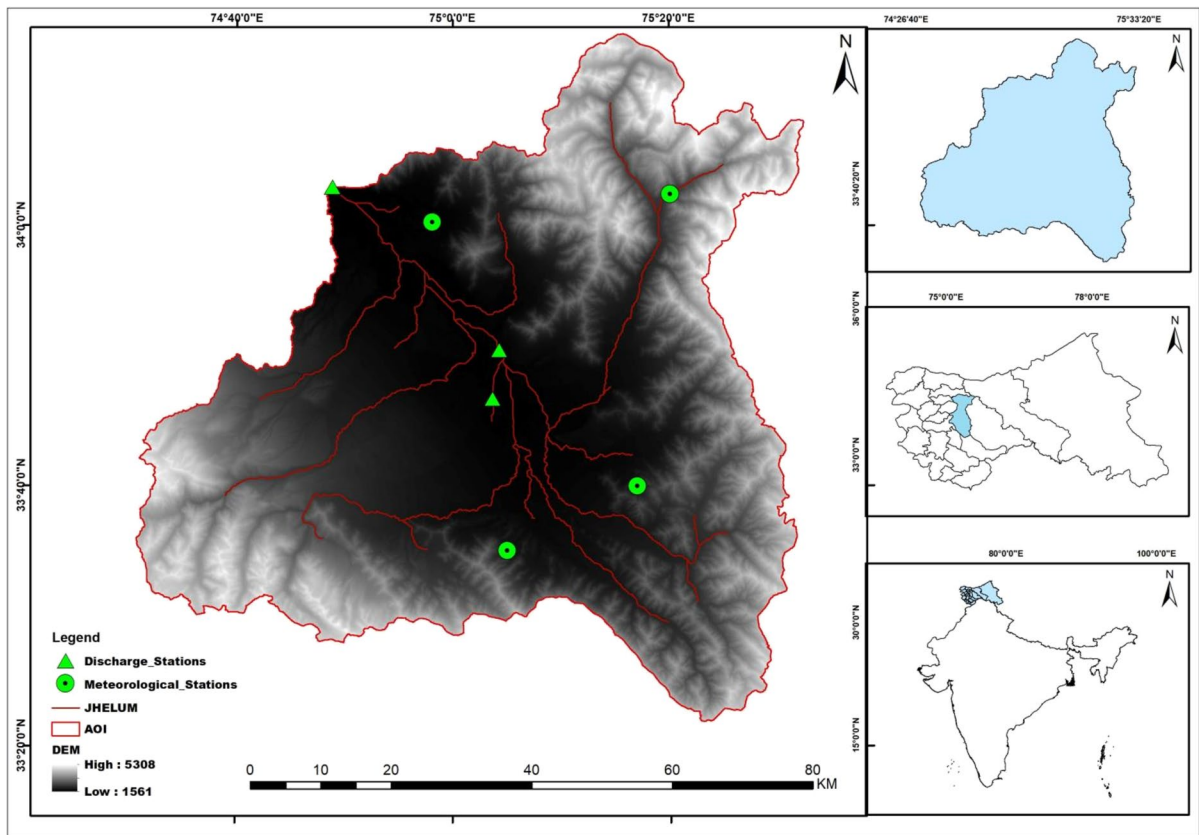 74°40'0"E
75°0'0"E
75°20'0"E
34°0'0"N
33°40'0"N
33°20'0"N
N
Legend
Discharge_Stations
Meteorological_Stations
JHELUM
AOI
DEM
High : 5308
Low : 1561
0 10 20 40 60 80
KM
74°26'40"E
75°33'20"E
33°40'20"N
N
75°0'0"E
78°0'0"E
36°0'0"N
33°0'0"N
N
80°0'0"E
100°0'0"E
30°0'0"N
15°0'0"N
N